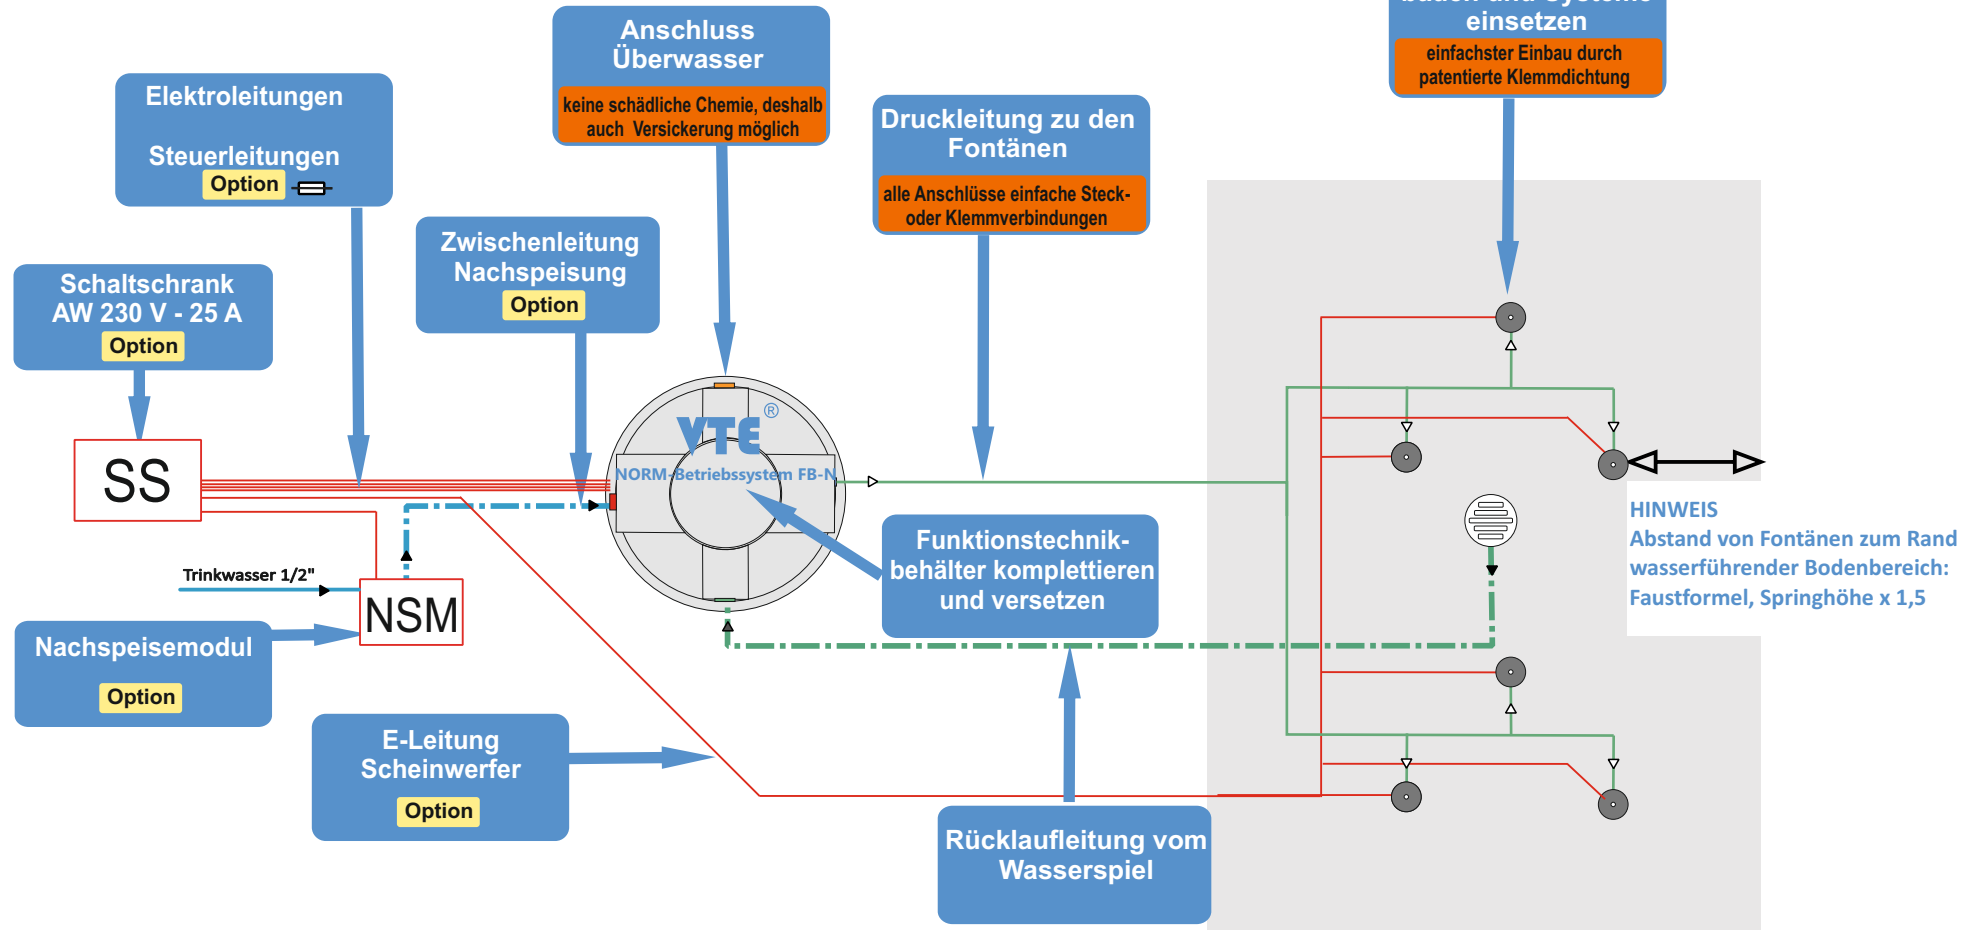 Anschluss
Überwasser
keine schädliche Chemie, deshalb
auch Versickerung möglich
einsetzen
einfachster Einbau durch
patentierte Klemmdichtung
Elektroleitungen
Steuerleitungen
Option
Druckleitung zu den
Fontänen
alle Anschlüsse einfache Steck-
oder Klemmverbindungen
Zwischenleitung
Nachspeisung
Option
Schaltschrank
AW 230 V - 25 A
Option
VTE ®
NORM-Betriebssystem FB-N
SS
HINWEIS
Abstand von Fontänen zum Rand
wasserführender Bodenbereich:
Faustformel, Springhöhe x 1,5
Funktionstechnik-
behälter komplettieren
und versetzen
Trinkwasser 1/2"
NSM
Nachspeisemodul
Option
E-Leitung
Scheinwerfer
Option
Rücklaufleitung vom
Wasserspiel